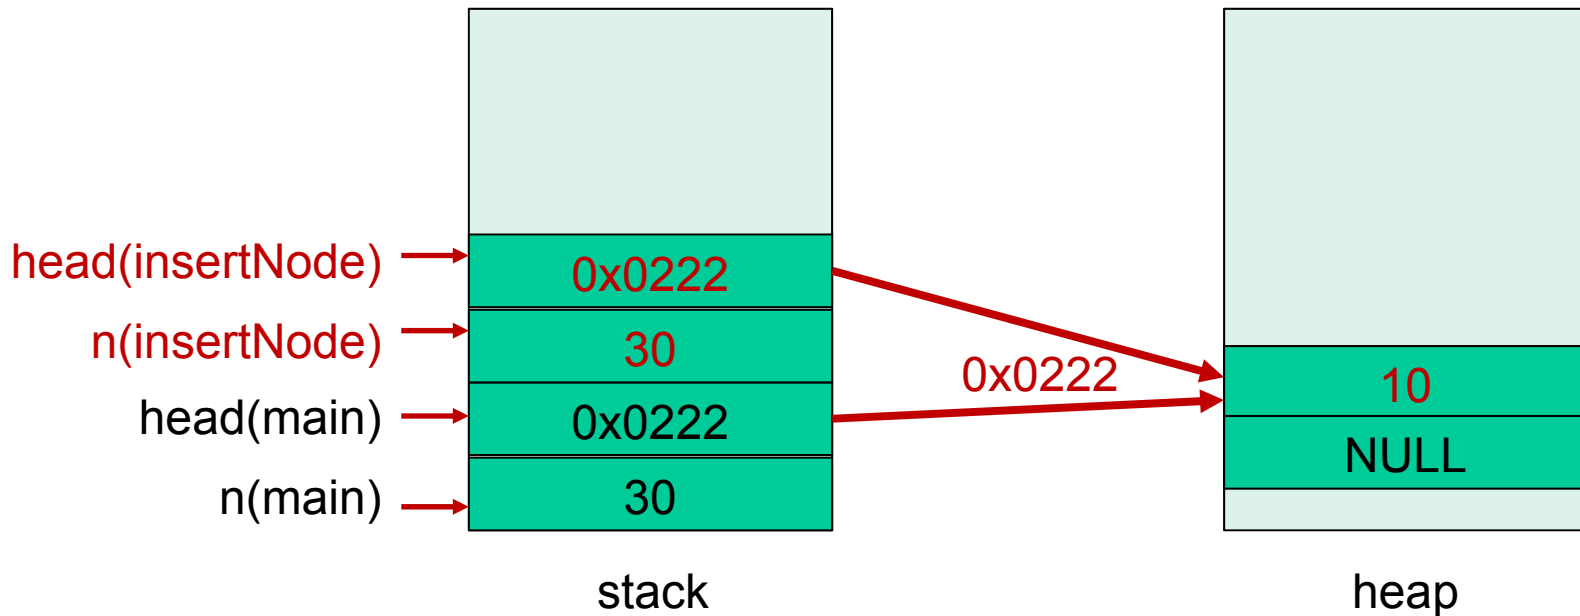 head(insertNode)
0x0222
n(insertNode)
30
0x0222
10
head(main)
0x0222
NULL
n(main)
30
stack
heap